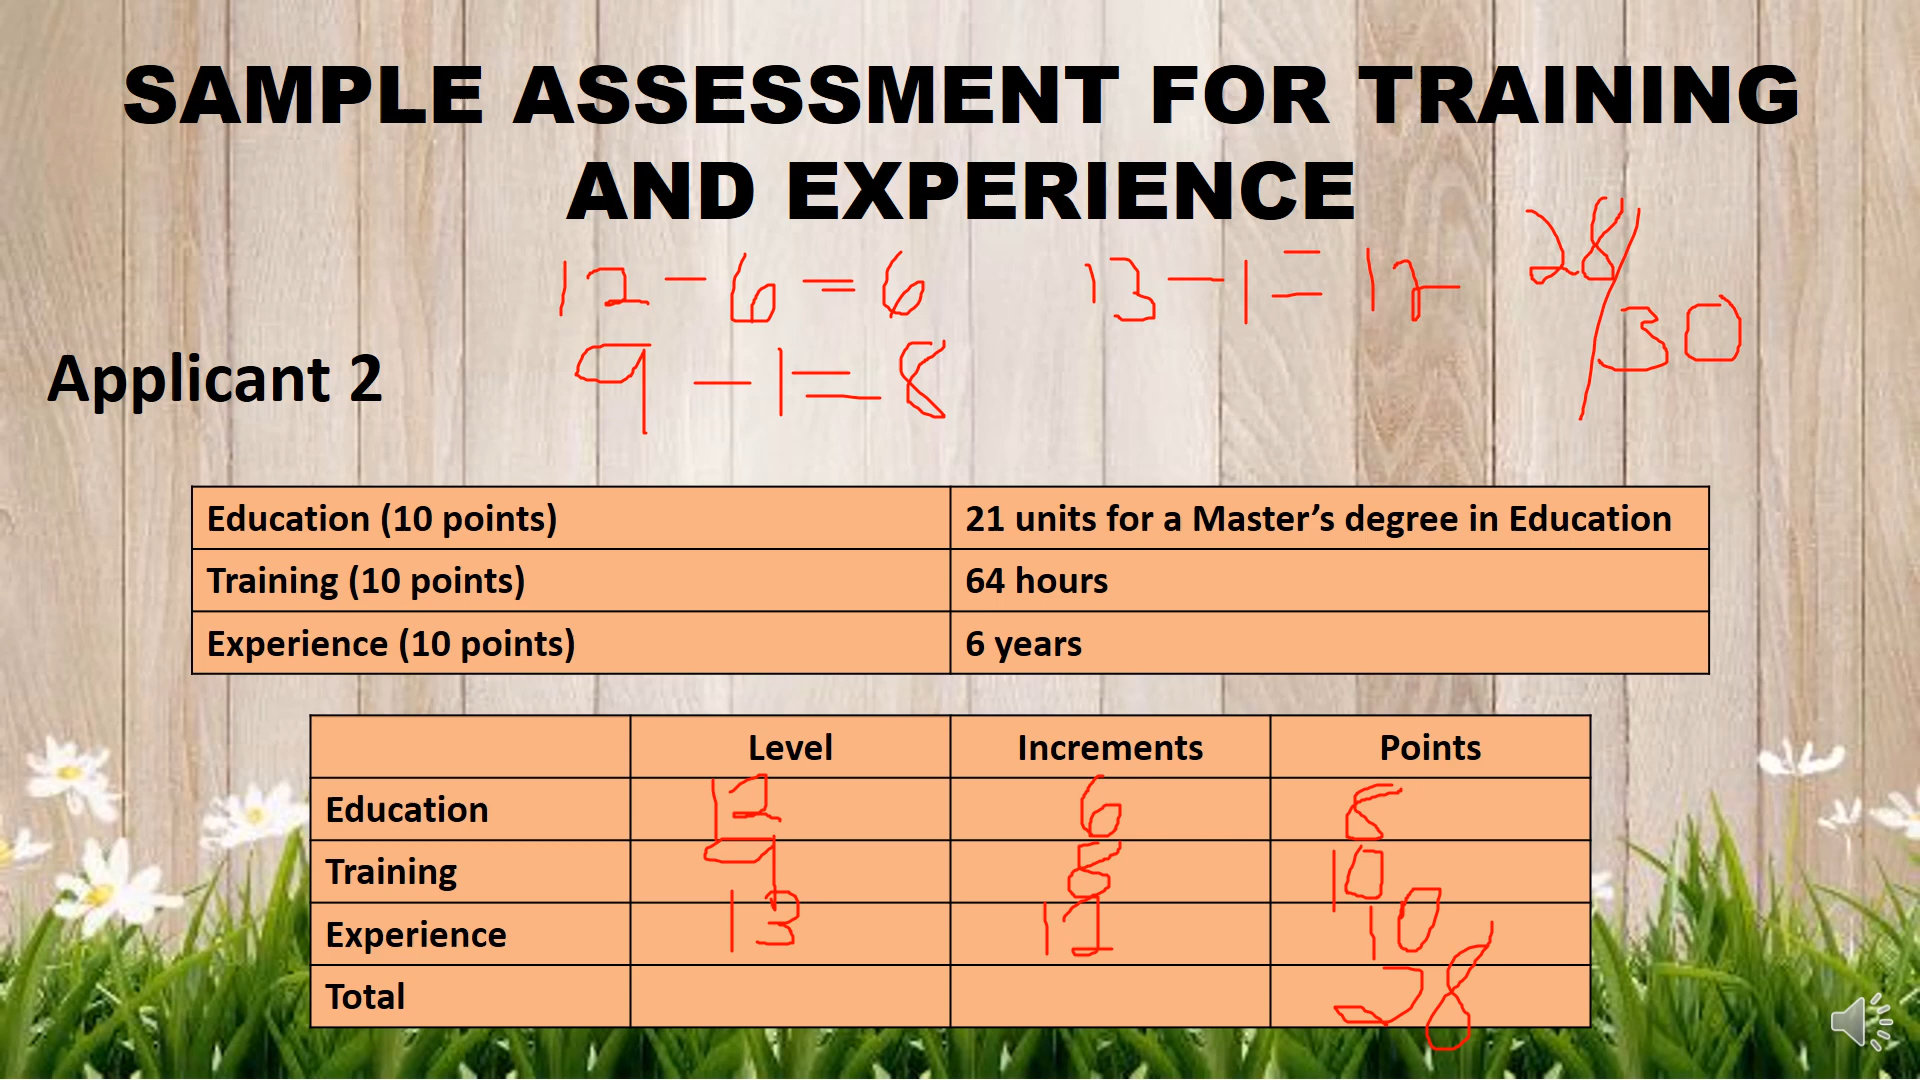 SAMPLE ASSESSMENT FOR TRAINING
AND EXPERIENCE
12 - 6 = 6
13 - 1 = 12
28/30
9 - 1 = 8
Applicant 2
Education (10 points) 21 units for a Master’s degree in Education
Training (10 points) 64 hours
Experience (10 points) 6 years
Level Increments Points
Education 12 6 8
Training 9 8 10
Experience 13 12 10
Total 28